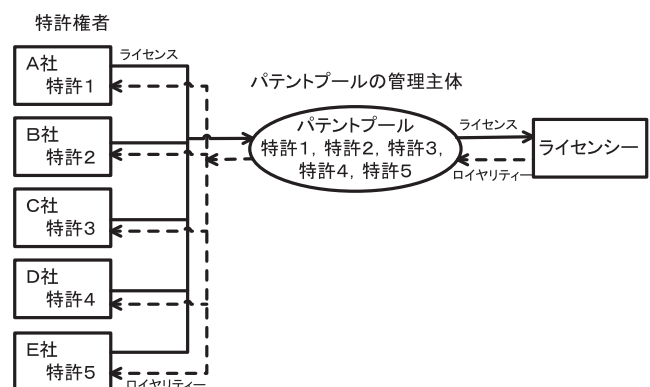 特許権者
A社
特許1
ライセンス
B社
特許2
C社
特許3
D社
特許4
E社
特許5
ロイヤリティー
パテントプールの管理主体
パテントプール
特許1, 特許2, 特許3,
特許4, 特許5
ライセンス
ロイヤリティー
ライセンシー